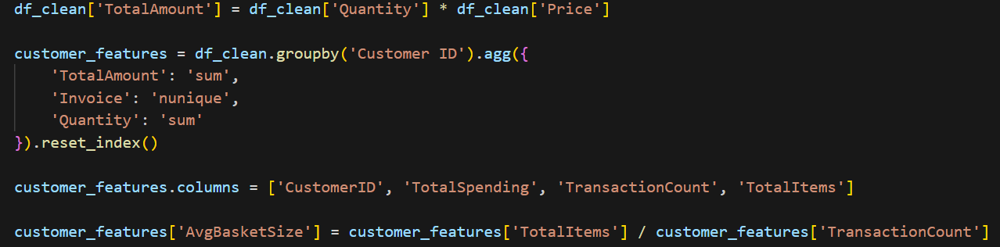 df_clean['TotalAmount'] = df_clean['Quantity'] * df_clean['Price']
customer_features = df_clean.groupby('Customer ID').agg({
    'TotalAmount': 'sum',
    'Invoice': 'nunique',
    'Quantity': 'sum'
}).reset_index()
customer_features.columns = ['CustomerID', 'TotalSpending', 'TransactionCount', 'TotalItems']
customer_features['AvgBasketSize'] = customer_features['TotalItems'] / customer_features['TransactionCount']